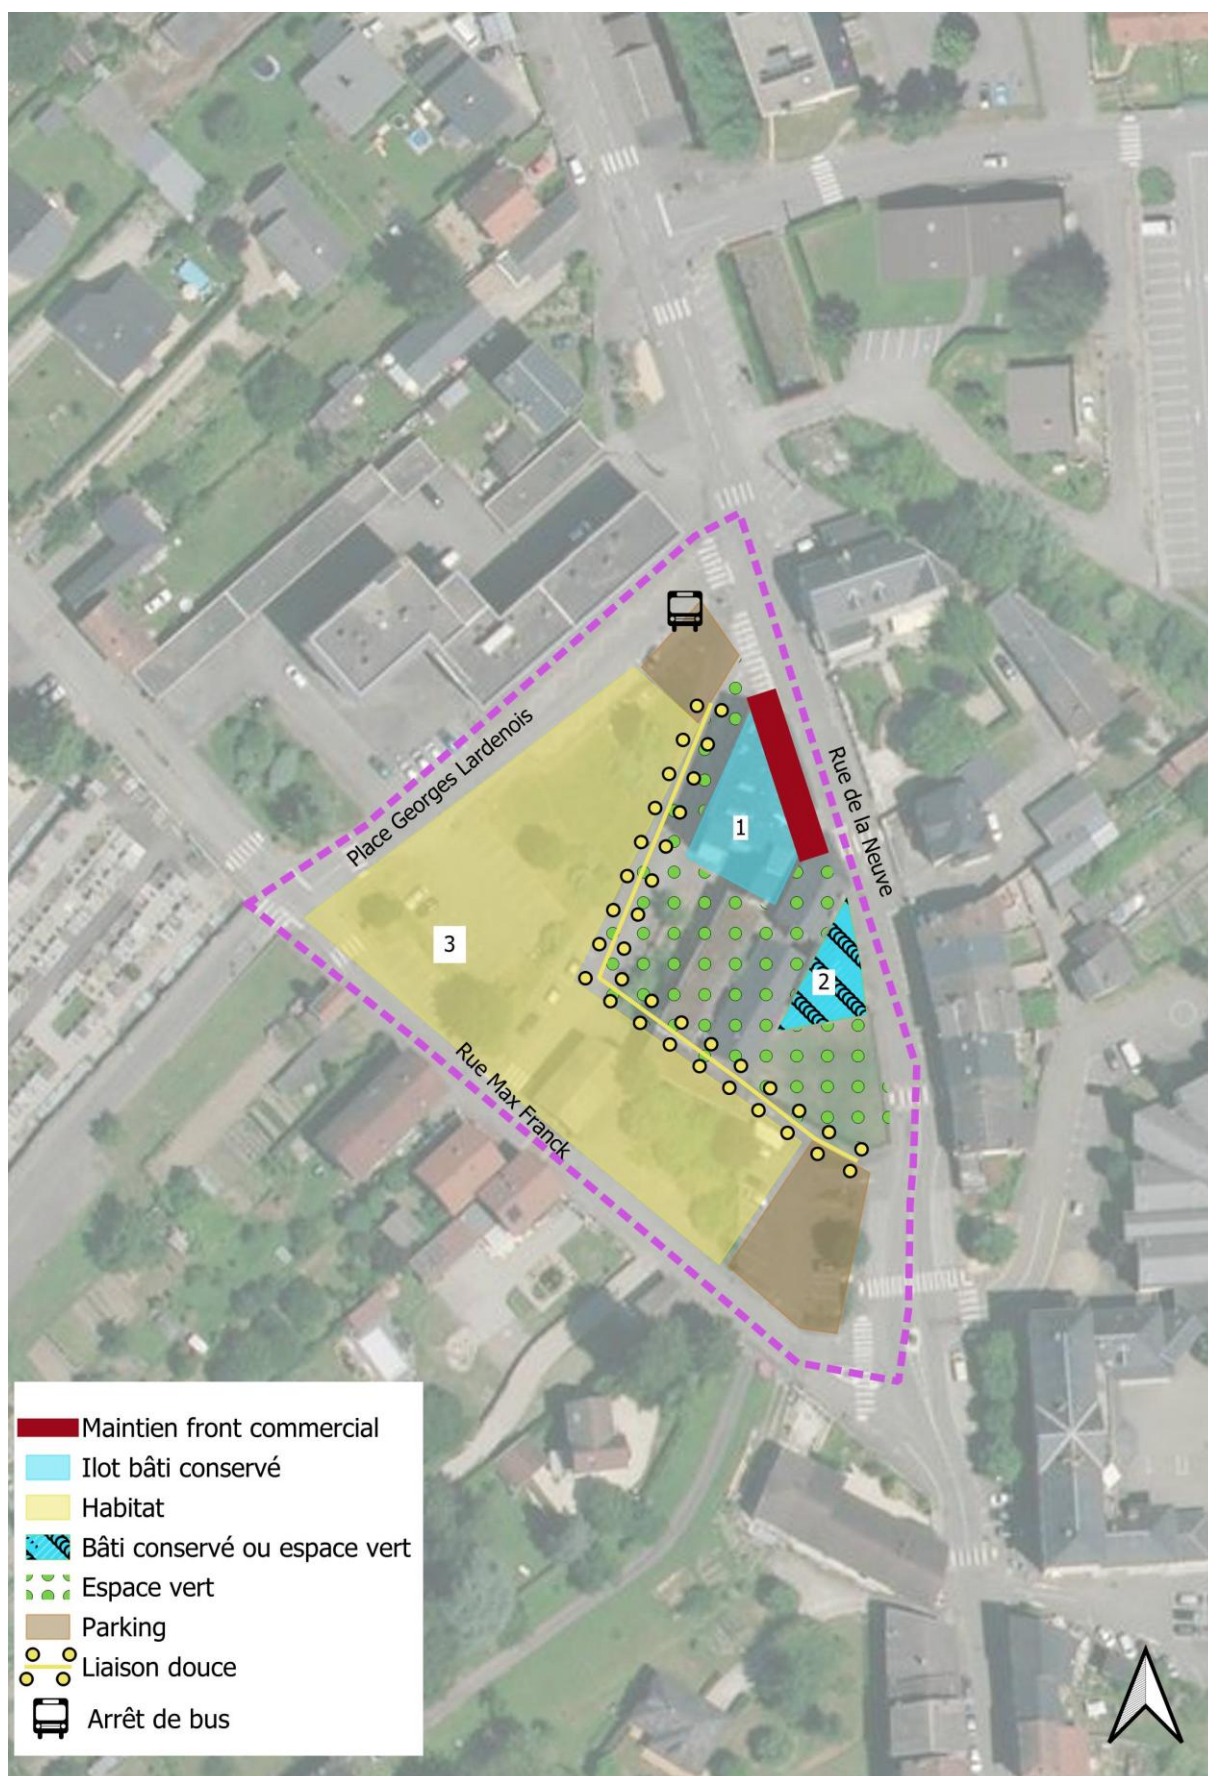 Place Georges Lardenois
Rue de la Neuve
1
3
2
Rue Max Franck
Maintien front commercial
Ilot bâti conservé
Habitat
Bâti conservé ou espace vert
Espace vert
Parking
Liaison douce
Arrêt de bus